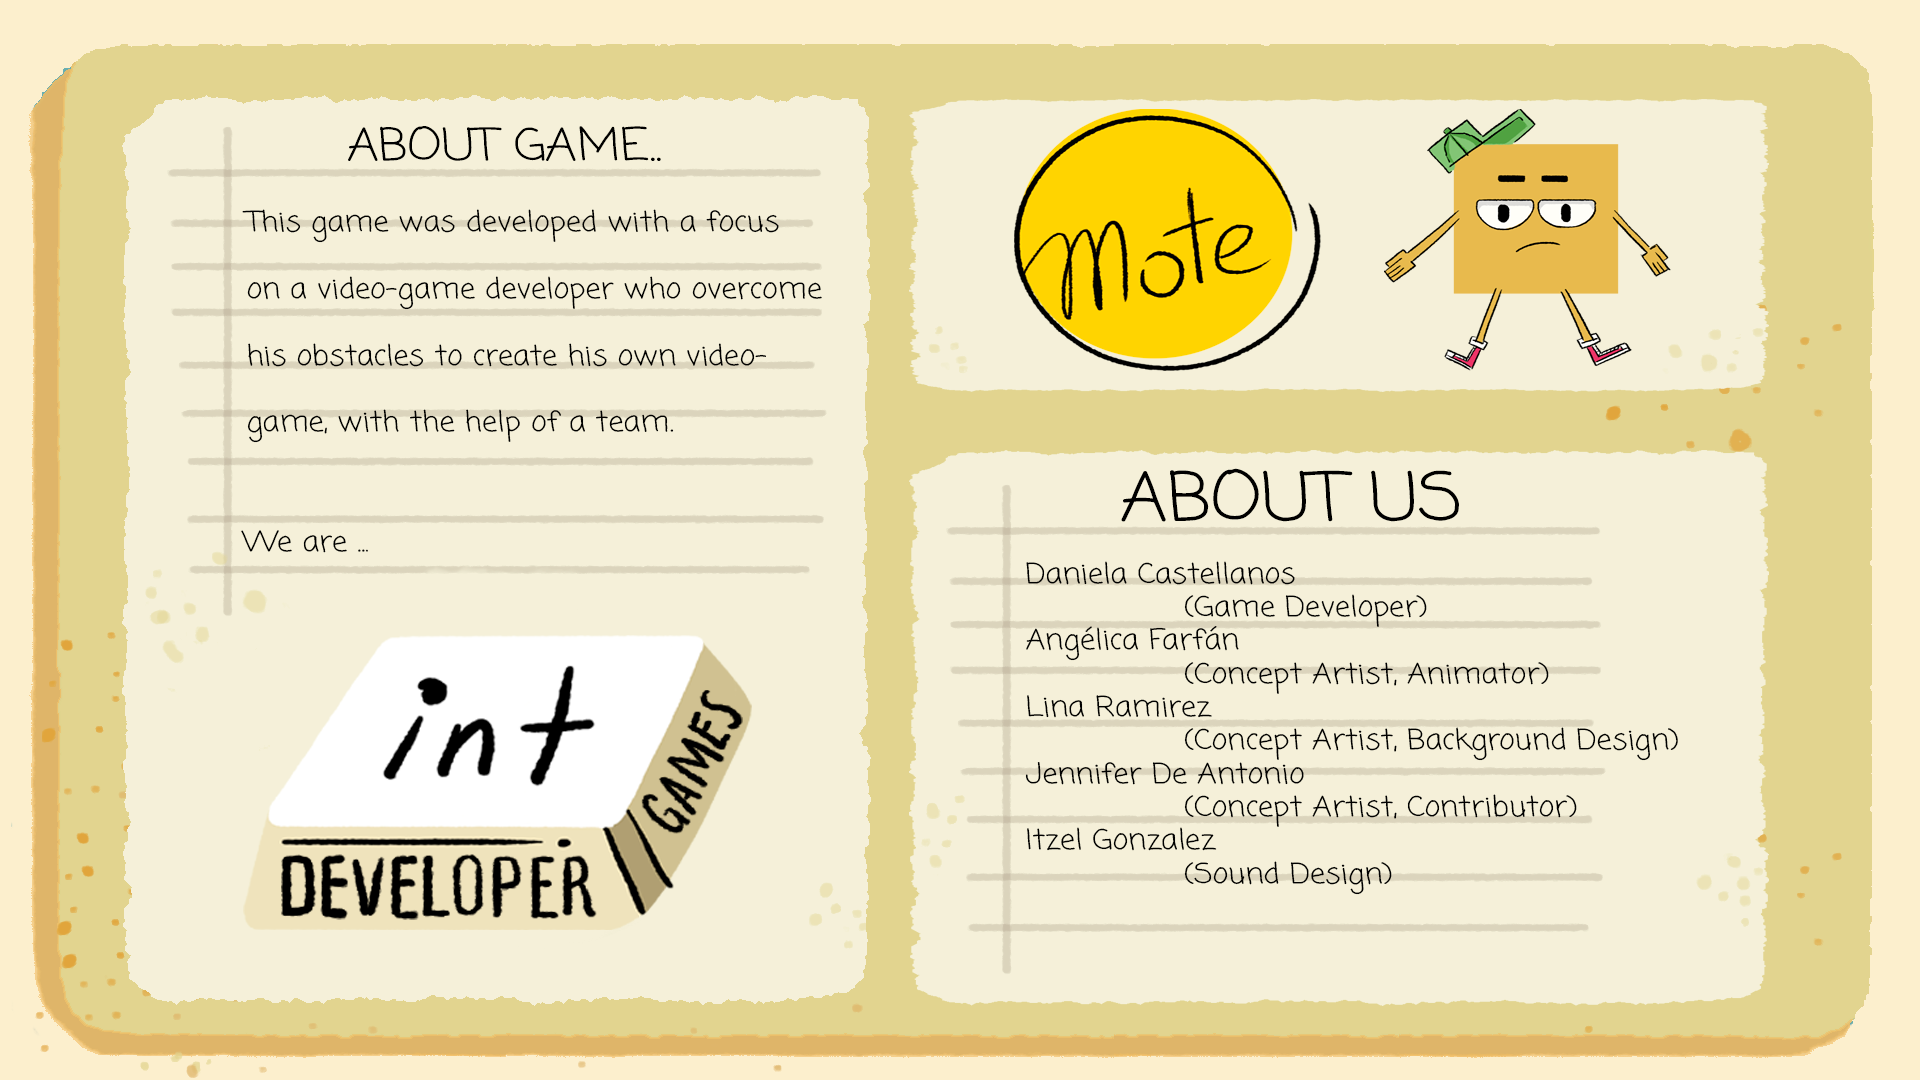 ABOUT GAME..
This game was developed with a focus
on a video-game developer who overcome
his obstacles to create his own video-
game, with the help of a team.
We are ...
int
DEVELOPER
// GAMES
mote
ABOUT US
Daniela Castellanos
(Game Developer)
Angélica Farfán
(Concept Artist, Animator)
Lina Ramirez
(Concept Artist, Background Design)
Jennifer De Antonio
(Concept Artist, Contributor)
Itzel Gonzalez
(Sound Design)